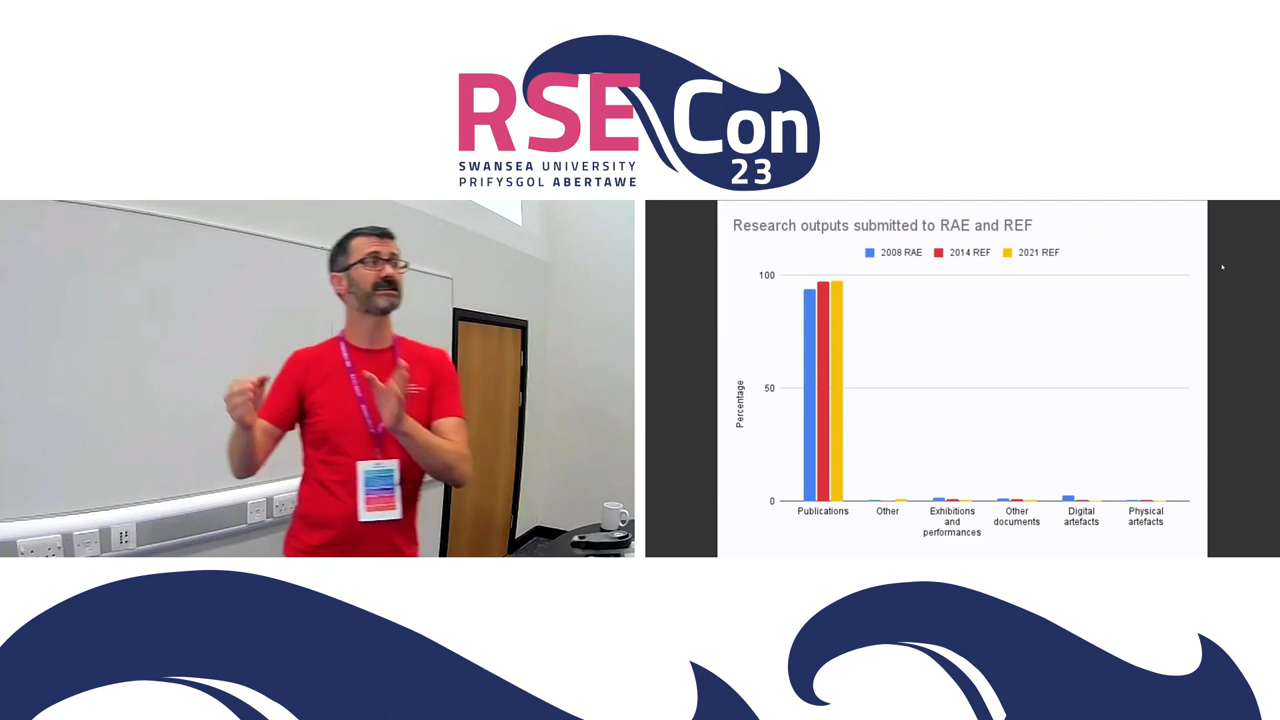 RSE Con
23
SWANSEA UNIVERSITY
PRIFYSGOL ABERTAWE
Research outputs submitted to RAE and REF
2008 RAE 2014 REF 2021 REF
100
50
0
Percentage
Publications
Other
Exhibitions
and
performances
Other
documents
Digital
artefacts
Physical
artefacts